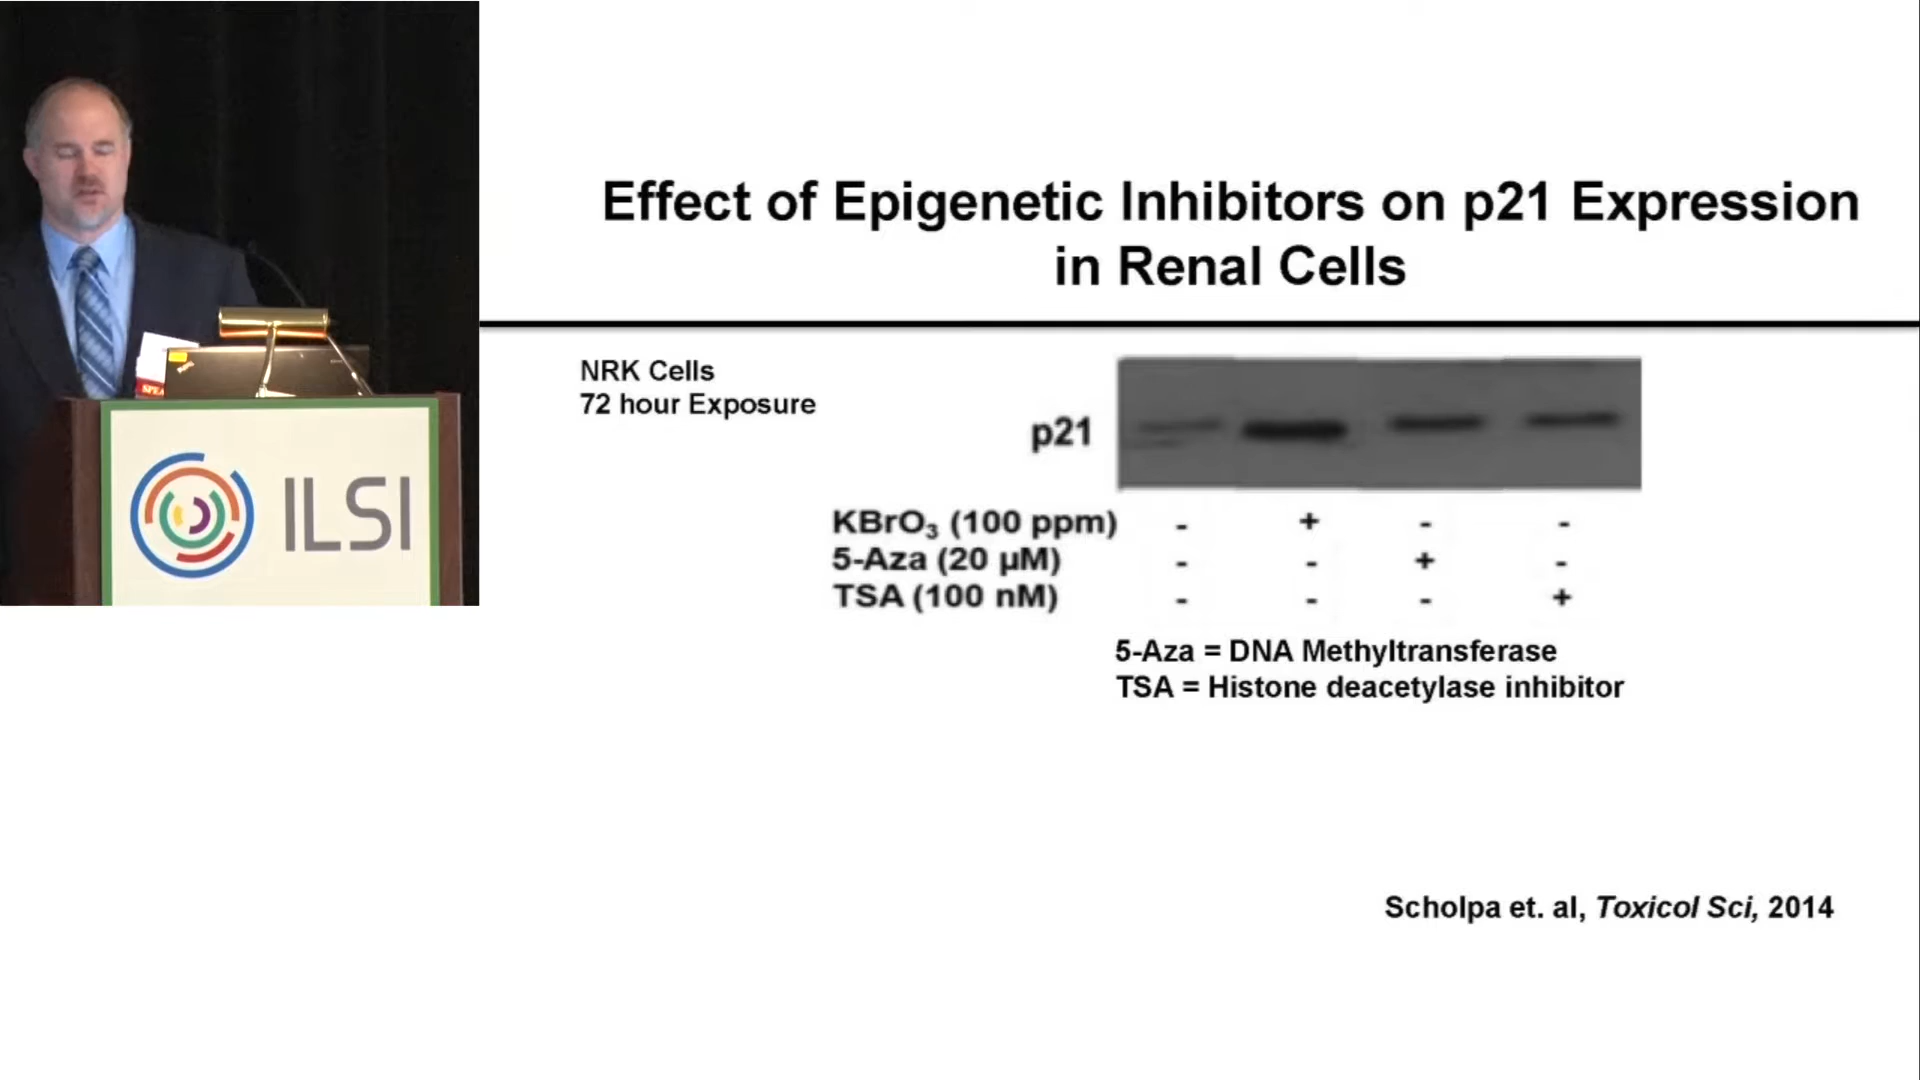 Effect of Epigenetic Inhibitors on p21 Expression
in Renal Cells
NRK Cells
72 hour Exposure
p21
KBrO₃ (100 ppm) - + - -
5-Aza (20 µM) - - + -
TSA (100 nM) - - - +
5-Aza = DNA Methyltransferase
TSA = Histone deacetylase inhibitor
Scholpa et. al, Toxicol Sci, 2014
ILSI